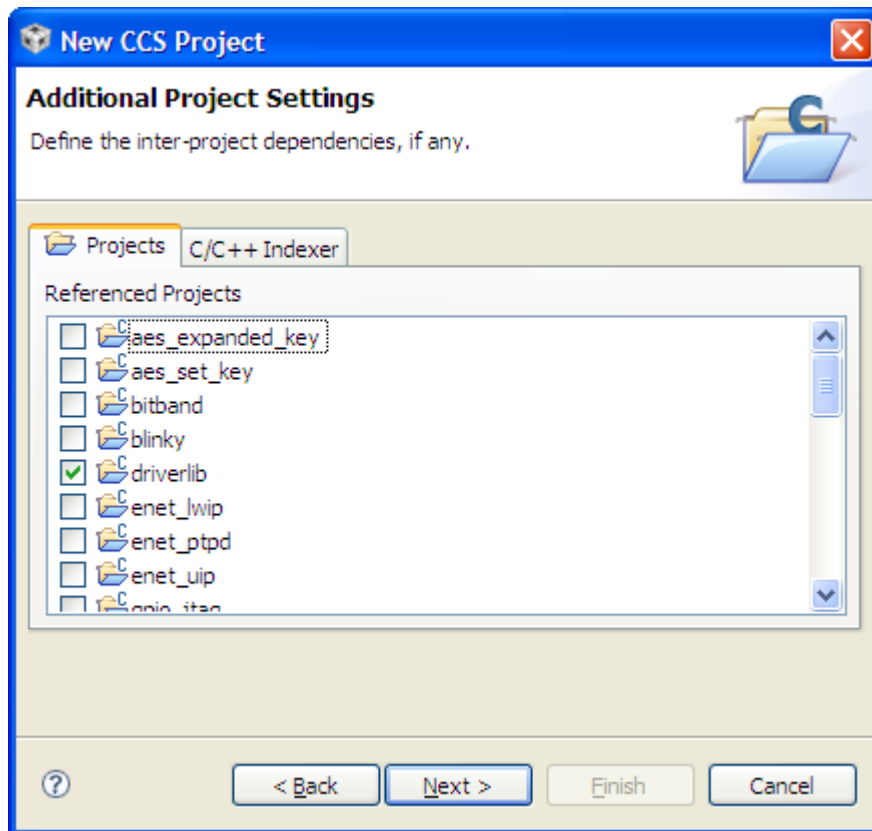 New CCS Project
Additional Project Settings
Define the inter-project dependencies, if any.
Projects
C/C++ Indexer
Referenced Projects
aes_expanded_key
aes_set_key
bitband
blinky
driverlib
enet_lwip
enet_ptpd
enet_uip
gpio_jtag
< Back
Next >
Finish
Cancel